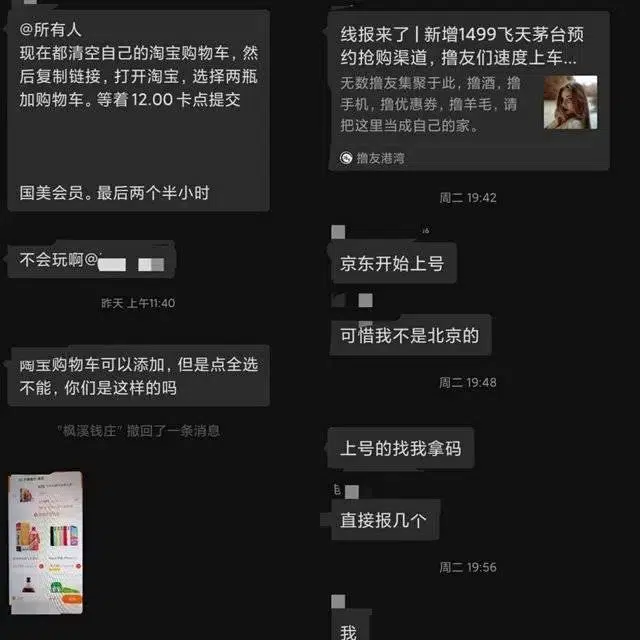 @所有人
现在都清空自己的淘宝购物车，然
后复制链接，打开淘宝，选择两瓶
加购物车。等着12.00卡点提交
国美会员。最后两个半小时
不会玩啊@
昨天 上午11:40
淘宝购物车可以添加，但是点全选
不能，你们是这样的吗
"枫溪钱庄" 撤回了一条消息
线报来了 | 新增1499飞天茅台预
约抢购渠道，撸友们速度上车...
无数撸友集聚于此，撸酒，撸
手机，撸优惠券，撸羊毛，请
把这里当成自己的家。
撸友港湾
周二 19:42
京东开始上号
可惜我不是北京的
周二 19:48
上号的找我拿码
直接报几个
周二 19:56
我